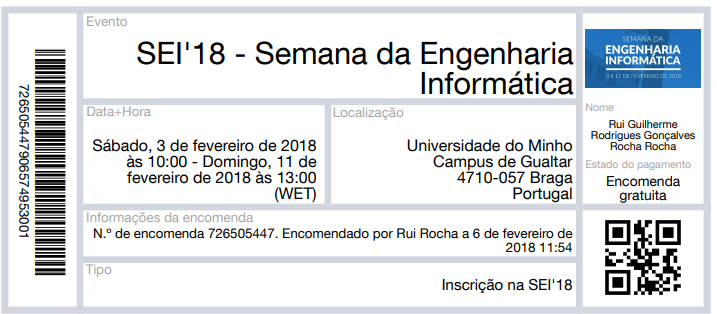 7265054479065749530​01
Evento
SEI'18 - Semana da Engenharia
Informática
Data+Hora
Sábado, 3 de fevereiro de 2018
às 10:00 - Domingo, 11 de
fevereiro de 2018 às 13:00
(WET)
Localização
Universidade do Minho
Campus de Gualtar
4710-057 Braga
Portugal
Informações da encomenda
N.º de encomenda 726505447. Encomendado por Rui Rocha a 6 de fevereiro de
2018 11:54
Tipo
Inscrição na SEI'18
SEMANA DA
ENGENHARIA
INFORMÁTICA
3 A 11 DE FEVEREIRO DE 2018
Nome
Rui Guilherme
Rodrigues Gonçalves
Rocha Rocha
Estado do pagamento
Encomenda
gratuita